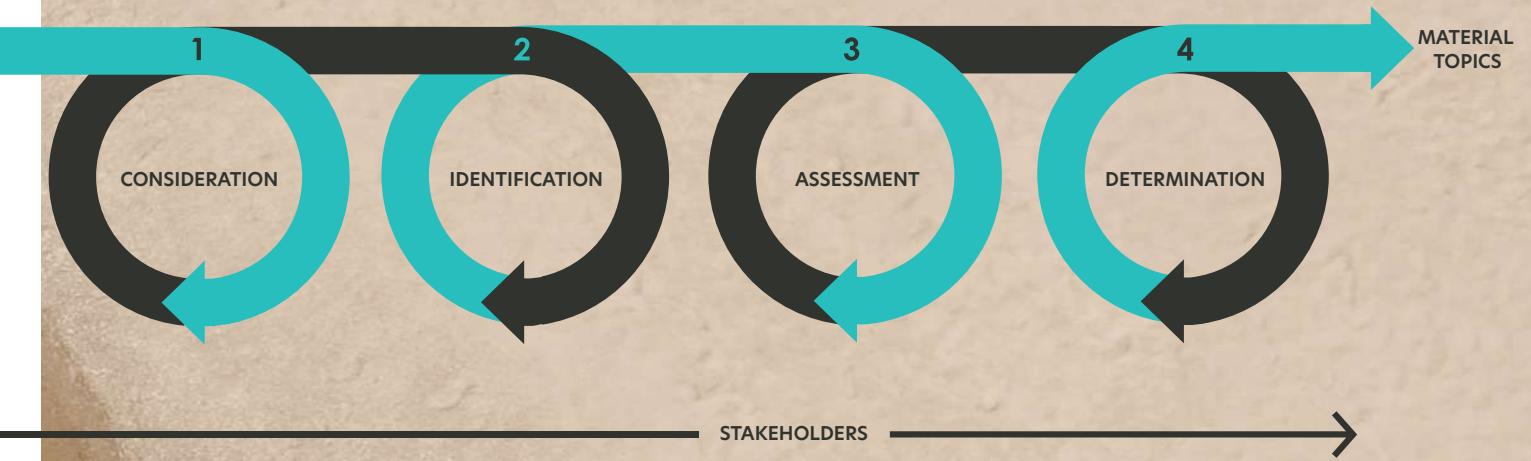 1
2
3
4
MATERIAL
TOPICS
CONSIDERATION
IDENTIFICATION
ASSESSMENT
DETERMINATION
STAKEHOLDERS